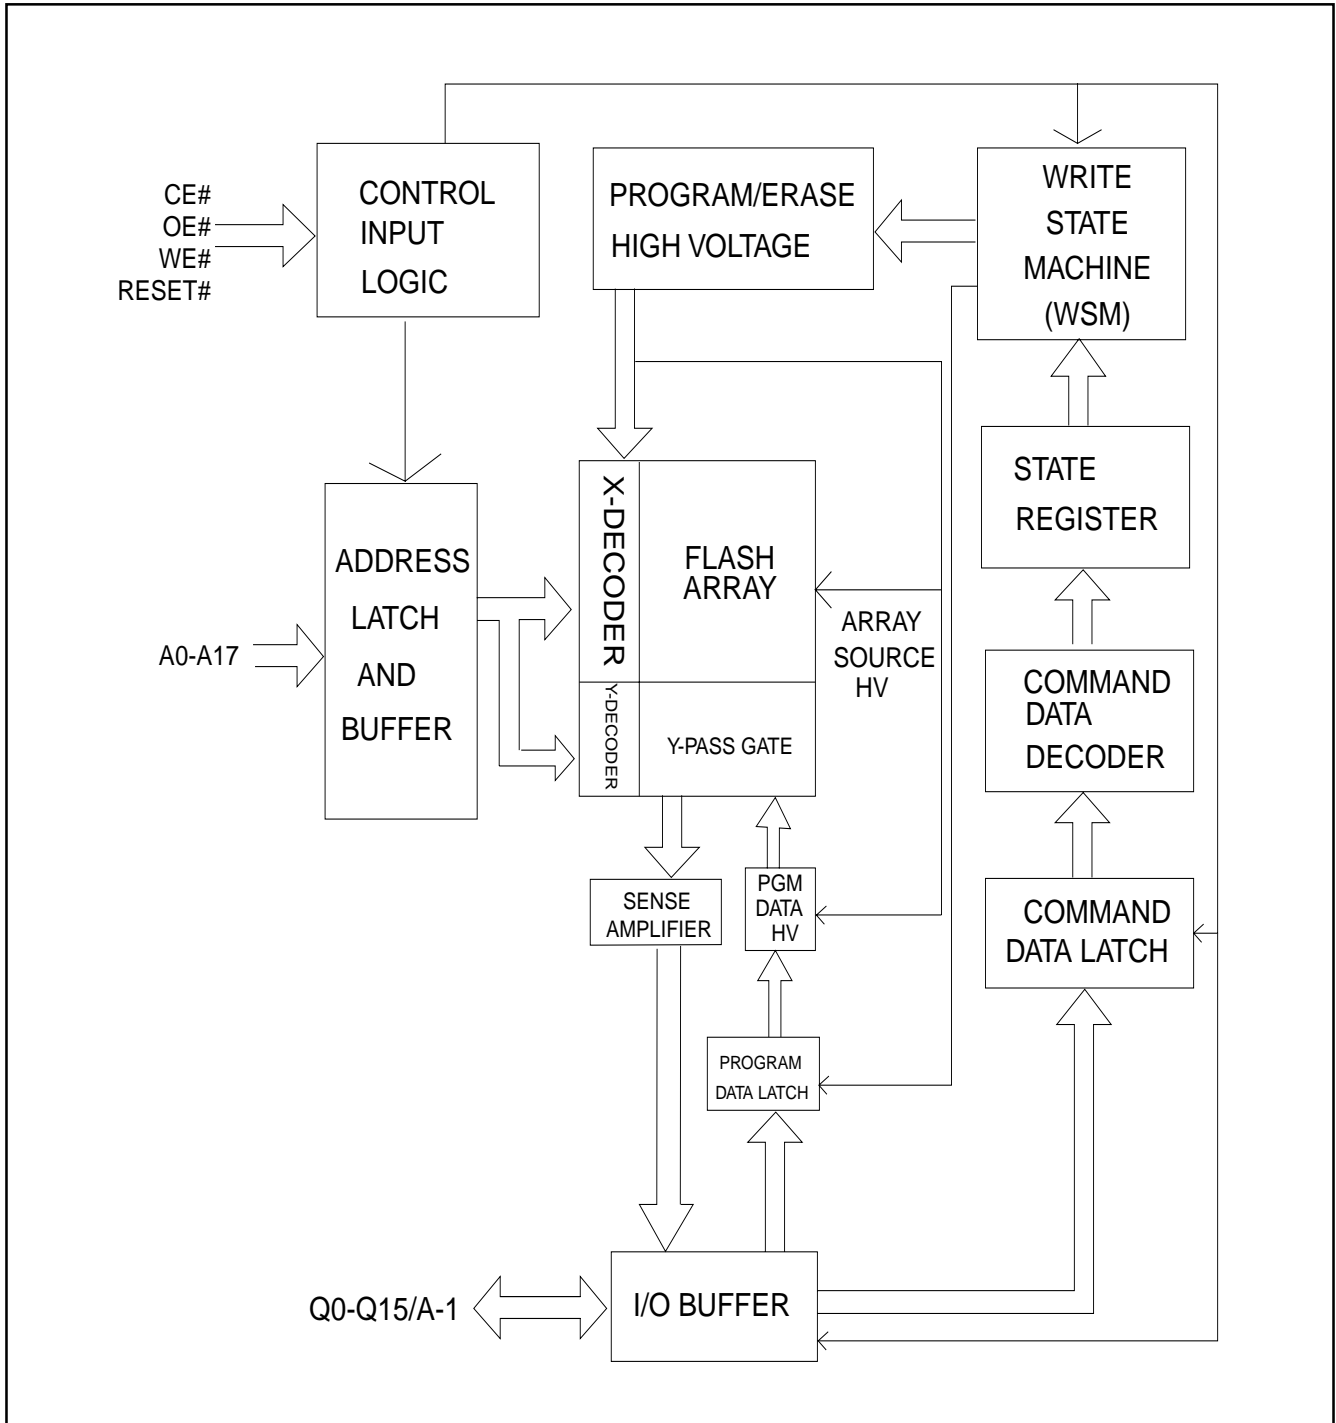 CE#
OE#
WE#
RESET#
CONTROL
INPUT
LOGIC
PROGRAM/ERASE
HIGH VOLTAGE
WRITE
STATE
MACHINE
(WSM)
STATE
REGISTER
X-DECODER
FLASH
ARRAY
ADDRESS
LATCH
AND
BUFFER
A0-A17
ARRAY
SOURCE
HV
Y-DECODER
Y-PASS GATE
COMMAND
DATA
DECODER
SENSE
AMPLIFIER
PGM
DATA
HV
COMMAND
DATA LATCH
PROGRAM
DATA LATCH
Q0-Q15/A-1
I/O BUFFER